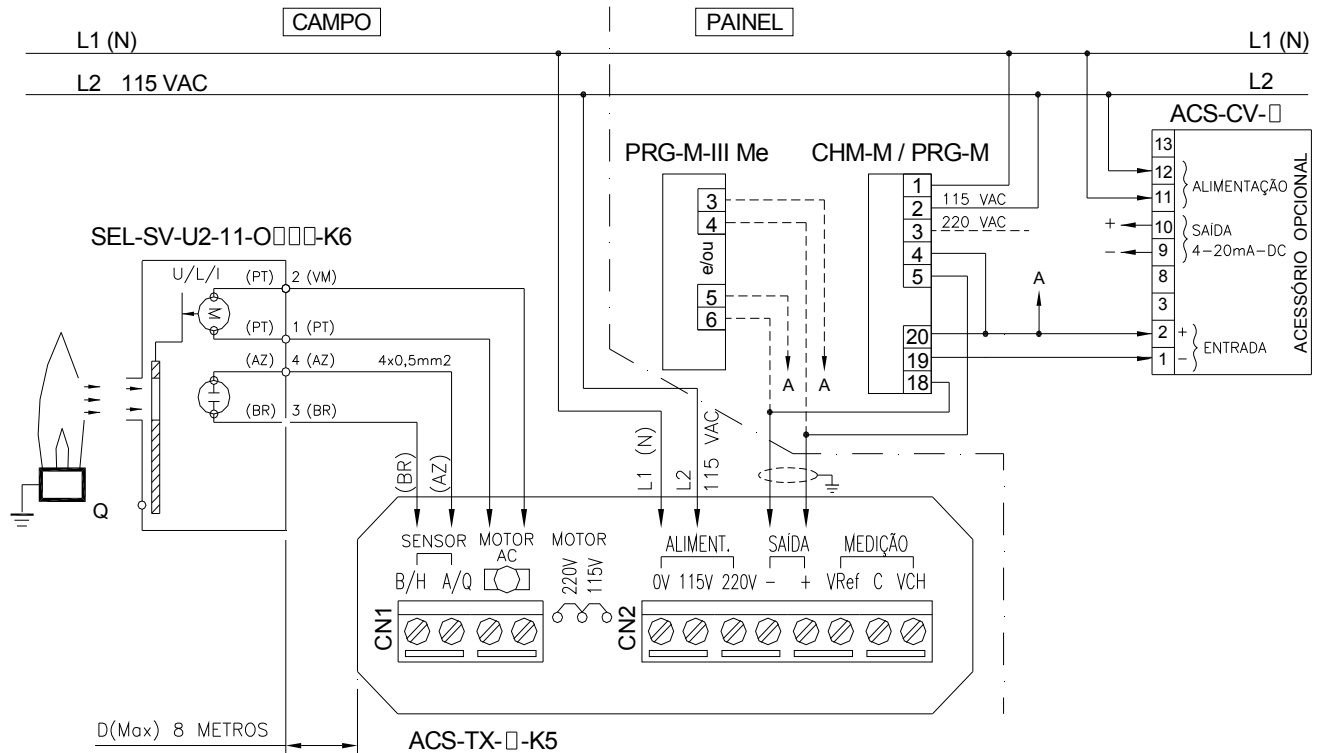 CAMPO
PAINEL
L1 (N)
L1 (N)
L2 115 VAC
L2
ACS-CV-□
PRG-M-III Me
CHM-M / PRG-M
13
12
11
ALIMENTAÇÃO
10
9
+
−
SAÍDA
4-20mA-DC
8
3
2
1
+
−
ENTRADA
ACESSÓRIO OPCIONAL
3
4
e/ou
5
6
A
A
1
2
3
4
5
20
19
18
115 VAC
220 VAC
A
SEL-SV-U2-11-O□□□-K6
U/L/I
M
(PT)
2 (VM)
(PT)
1 (PT)
(AZ)
4 (AZ)
4x0,5mm2
(BR)
3 (BR)
Q
(BR)
(AZ)
L1 (N)
L2
115 VAC
SENSOR
MOTOR
AC
MOTOR
B/H
A/Q
220V
115V
ALIMENT.
SAÍDA
MEDIÇÃO
0V
115V
220V
−
+
VRef
C
VCH
CN1
CN2
D(Max) 8 METROS
ACS-TX-□-K5